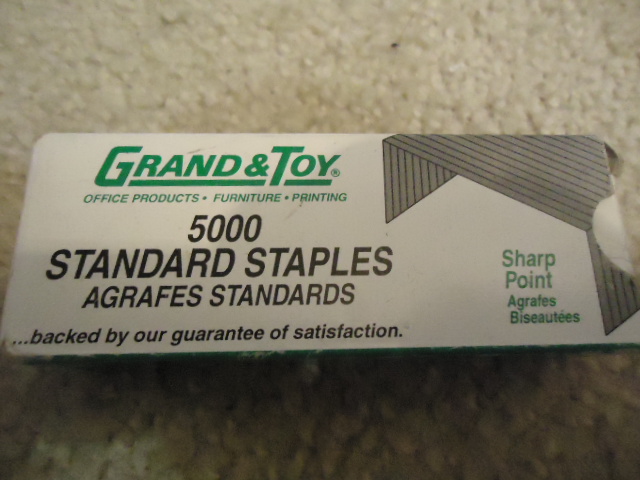 GRAND & TOY®
OFFICE PRODUCTS • FURNITURE • PRINTING
5000
STANDARD STAPLES
AGRAFES STANDARDS
...backed by our guarantee of satisfaction.
Sharp
Point
Agrafes
Biseautées